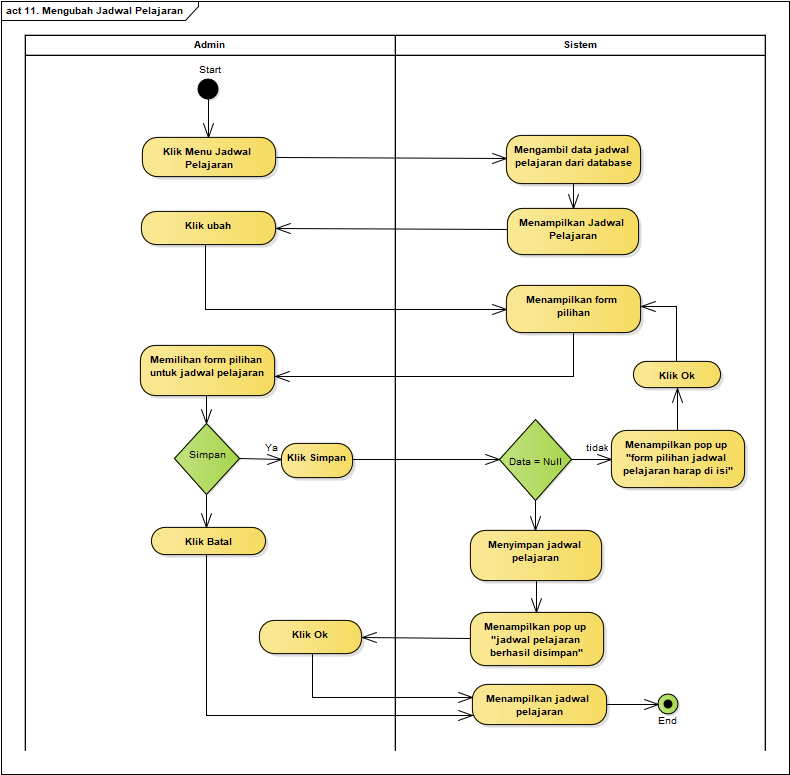 act 11. Mengubah Jadwal Pelajaran
Admin
Sistem
Start
Klik Menu Jadwal
Pelajaran
Mengambil data jadwal
pelajaran dari database
Klik ubah
Menampilkan Jadwal
Pelajaran
Menampilkan form
pilihan
Memilihan form pilihan
untuk jadwal pelajaran
Klik Ok
Simpan
Ya
Klik Simpan
Data = Null
tidak
Menampilkan pop up
"form pilihan jadwal
pelajaran harap di isi"
Klik Batal
Menyimpan jadwal
pelajaran
Klik Ok
Menampilkan pop up
"jadwal pelajaran
berhasil disimpan"
Menampilkan jadwal
pelajaran
End